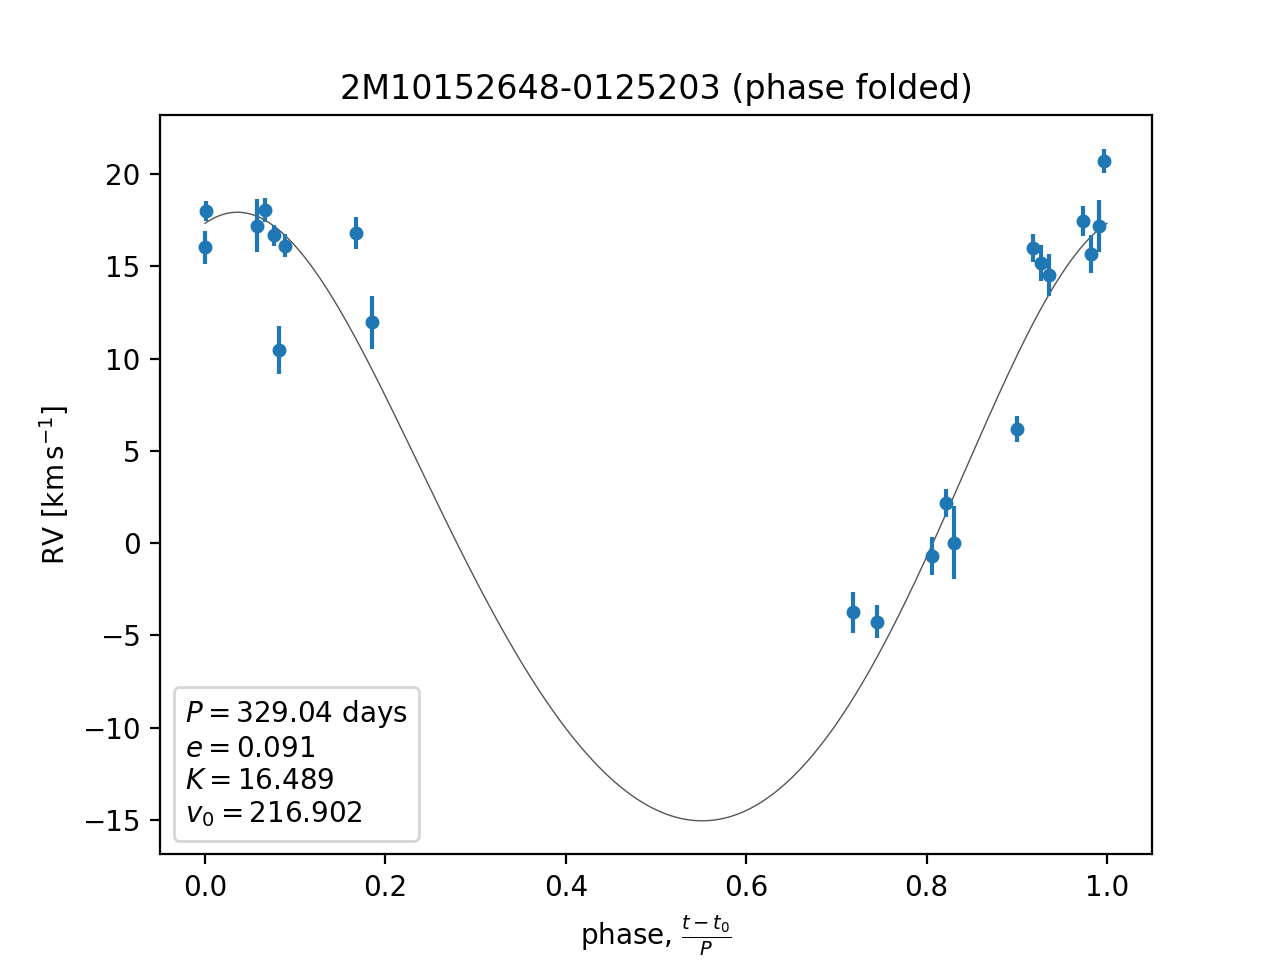 2M10152648-0125203 (phase folded)
RV [km s⁻¹]
20
15
10
5
0
−5
−10
−15
P = 329.04 days
e = 0.091
K = 16.489
v₀ = 216.902
0.0 0.2 0.4 0.6 0.8 1.0
phase, (t − t₀)/P